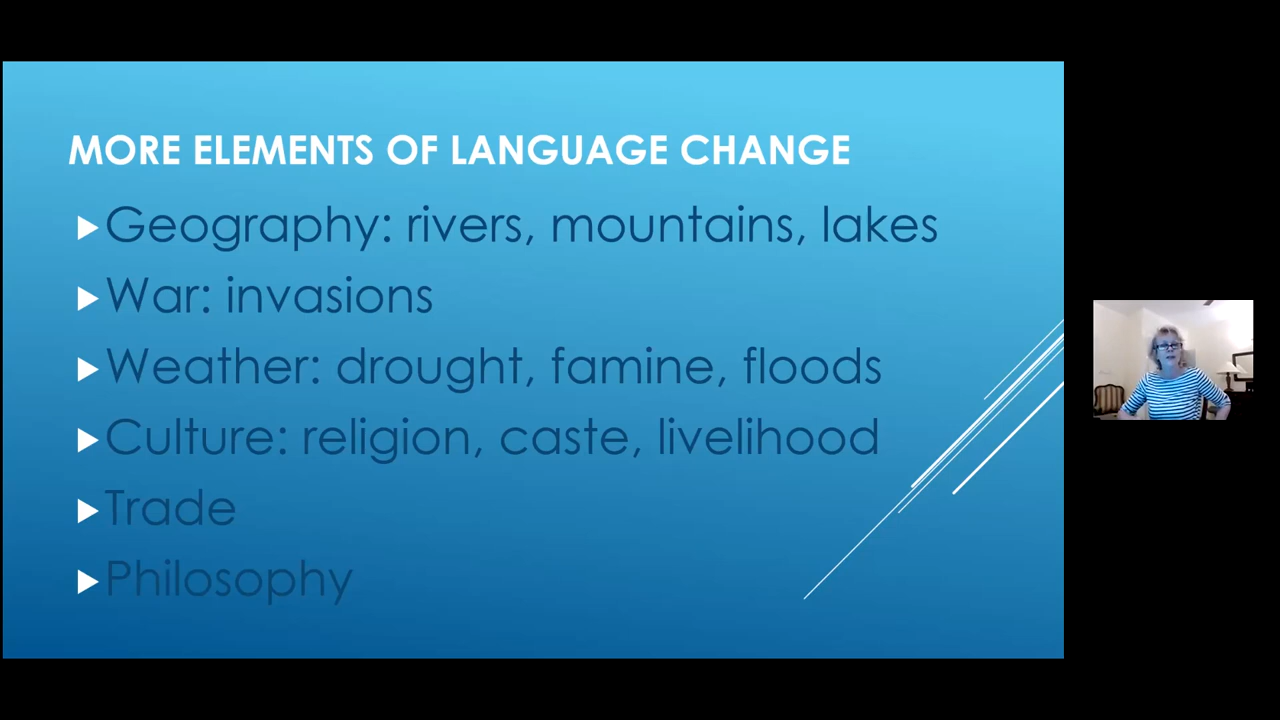 MORE ELEMENTS OF LANGUAGE CHANGE
Geography: rivers, mountains, lakes
War: invasions
Weather: drought, famine, floods
Culture: religion, caste, livelihood
Trade
Philosophy